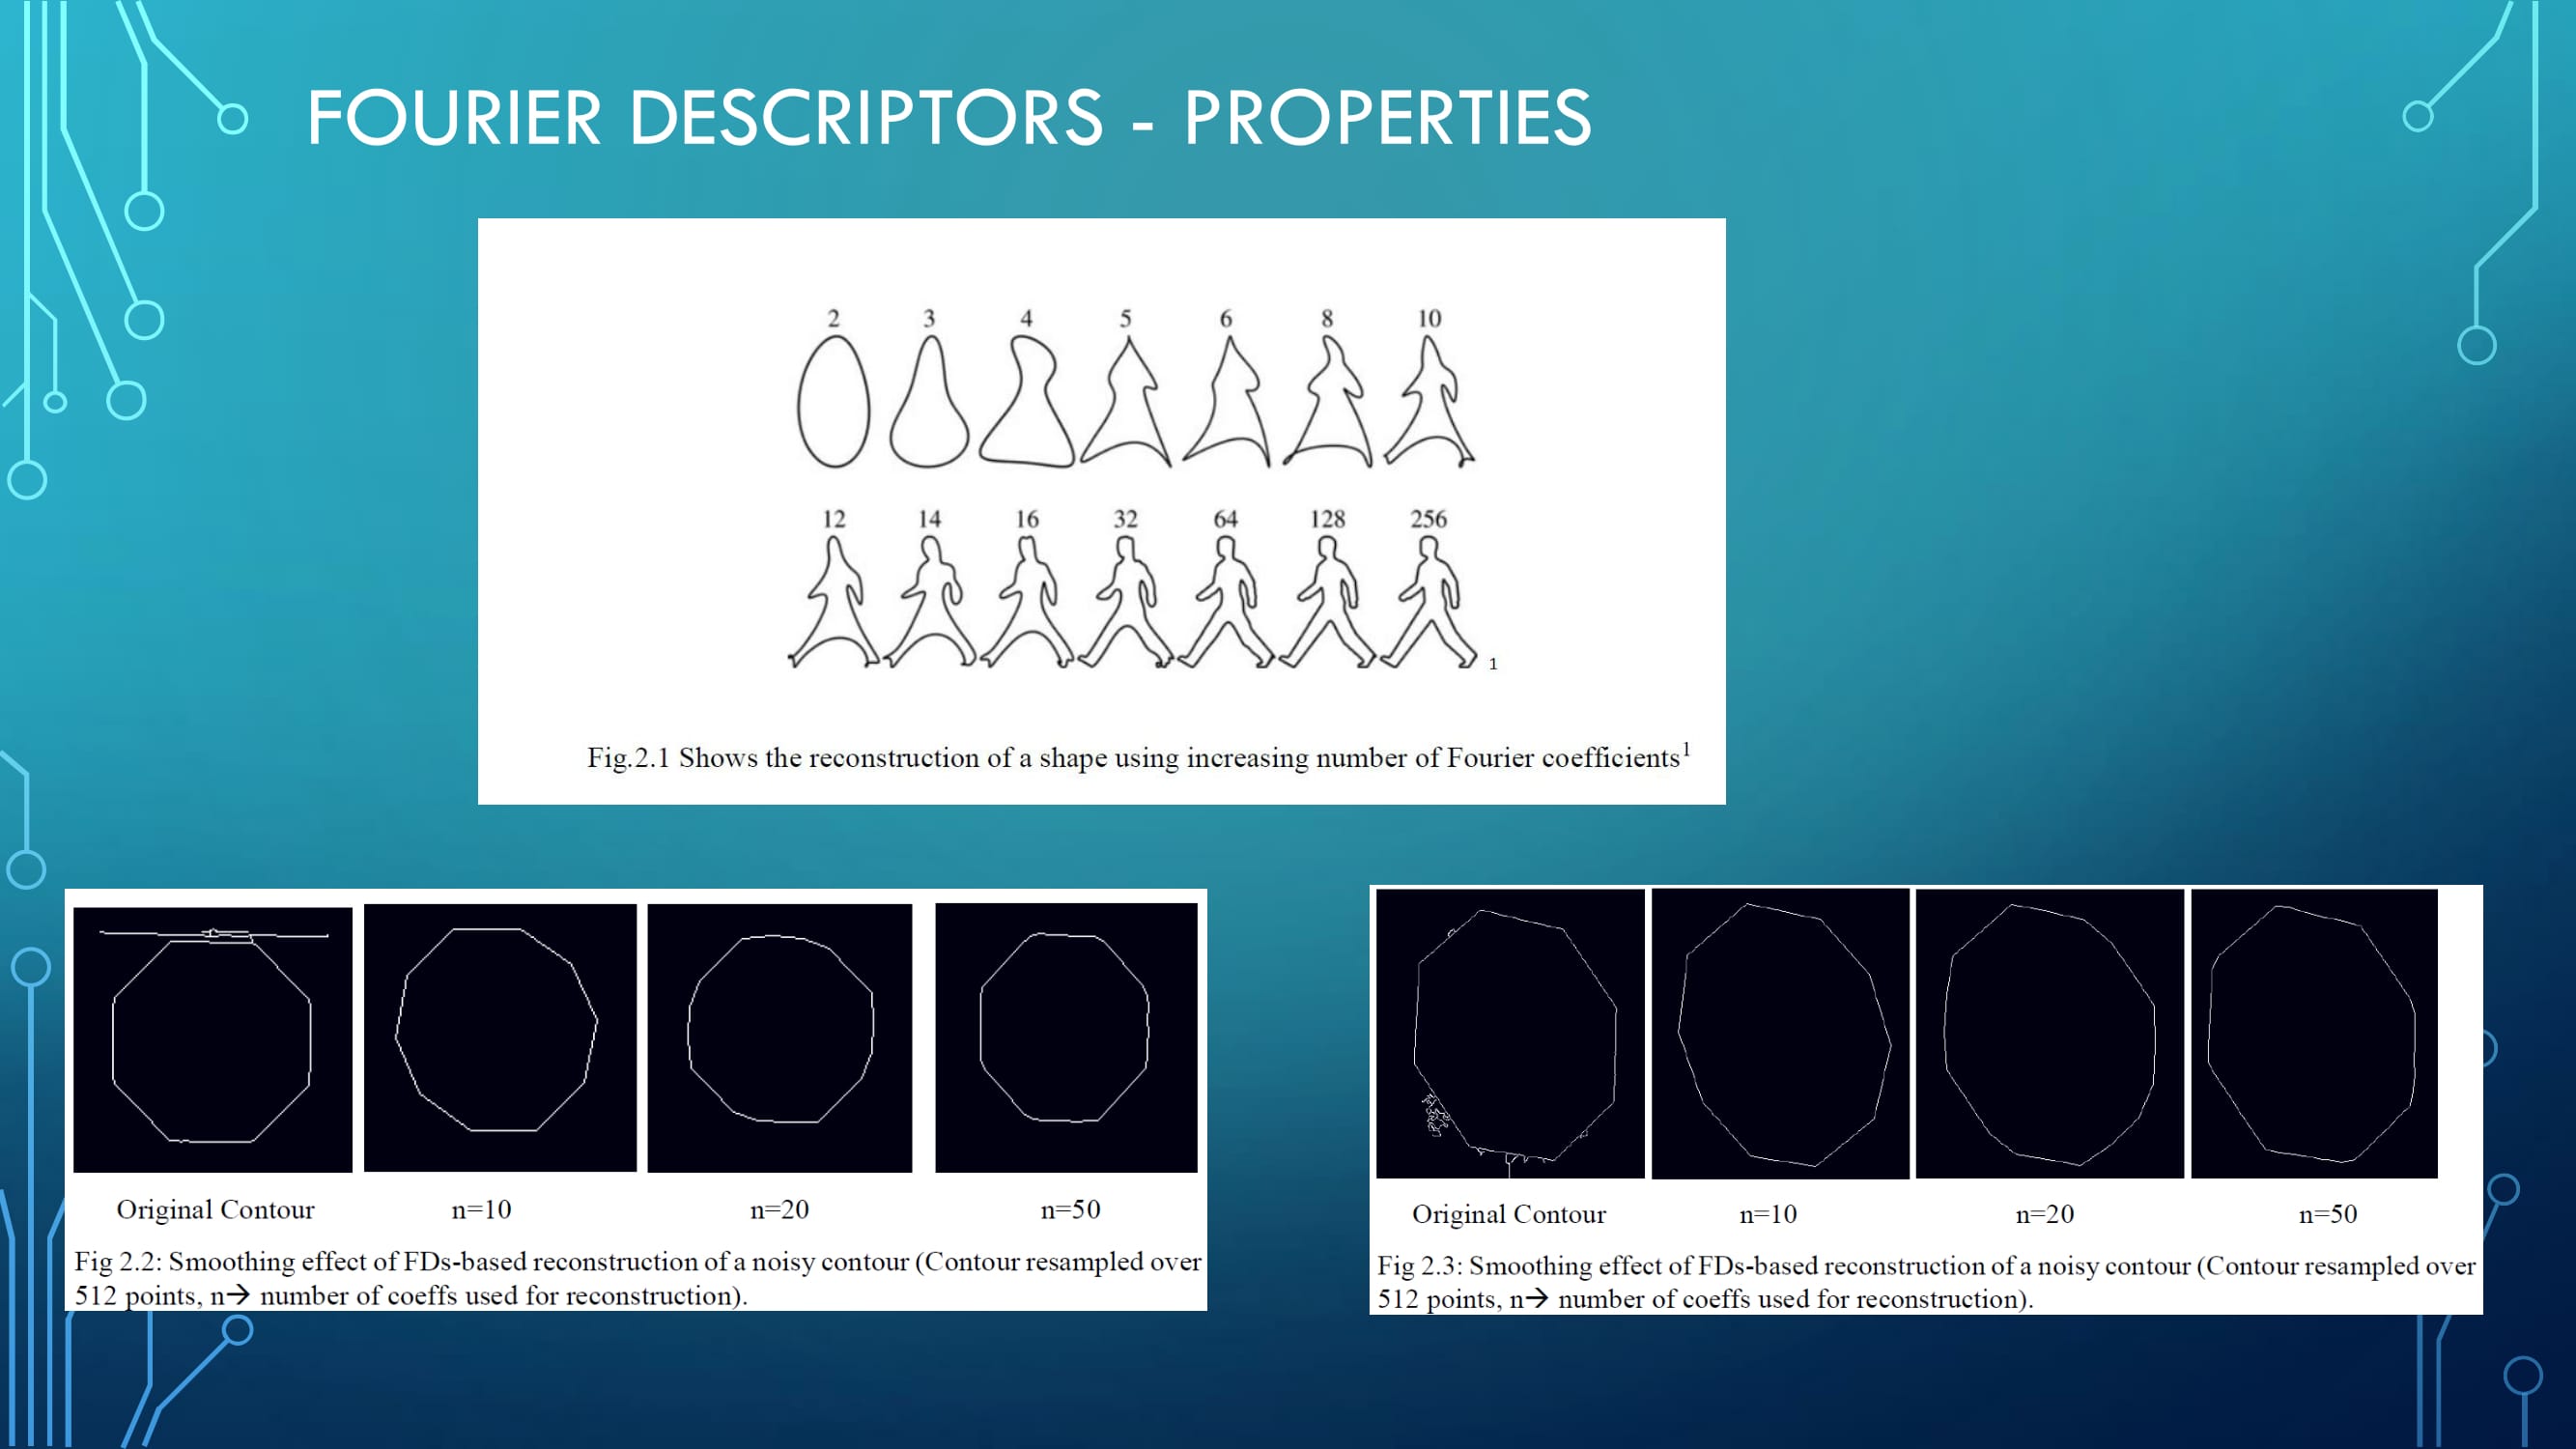 FOURIER DESCRIPTORS - PROPERTIES
2 3 4 5 6 8 10
12 14 16 32 64 128 256
1
Fig.2.1 Shows the reconstruction of a shape using increasing number of Fourier coefficients1
Original Contour n=10 n=20 n=50
Fig 2.2: Smoothing effect of FDs-based reconstruction of a noisy contour (Contour resampled over
512 points, n→ number of coeffs used for reconstruction).
Original Contour n=10 n=20 n=50
Fig 2.3: Smoothing effect of FDs-based reconstruction of a noisy contour (Contour resampled over
512 points, n→ number of coeffs used for reconstruction).